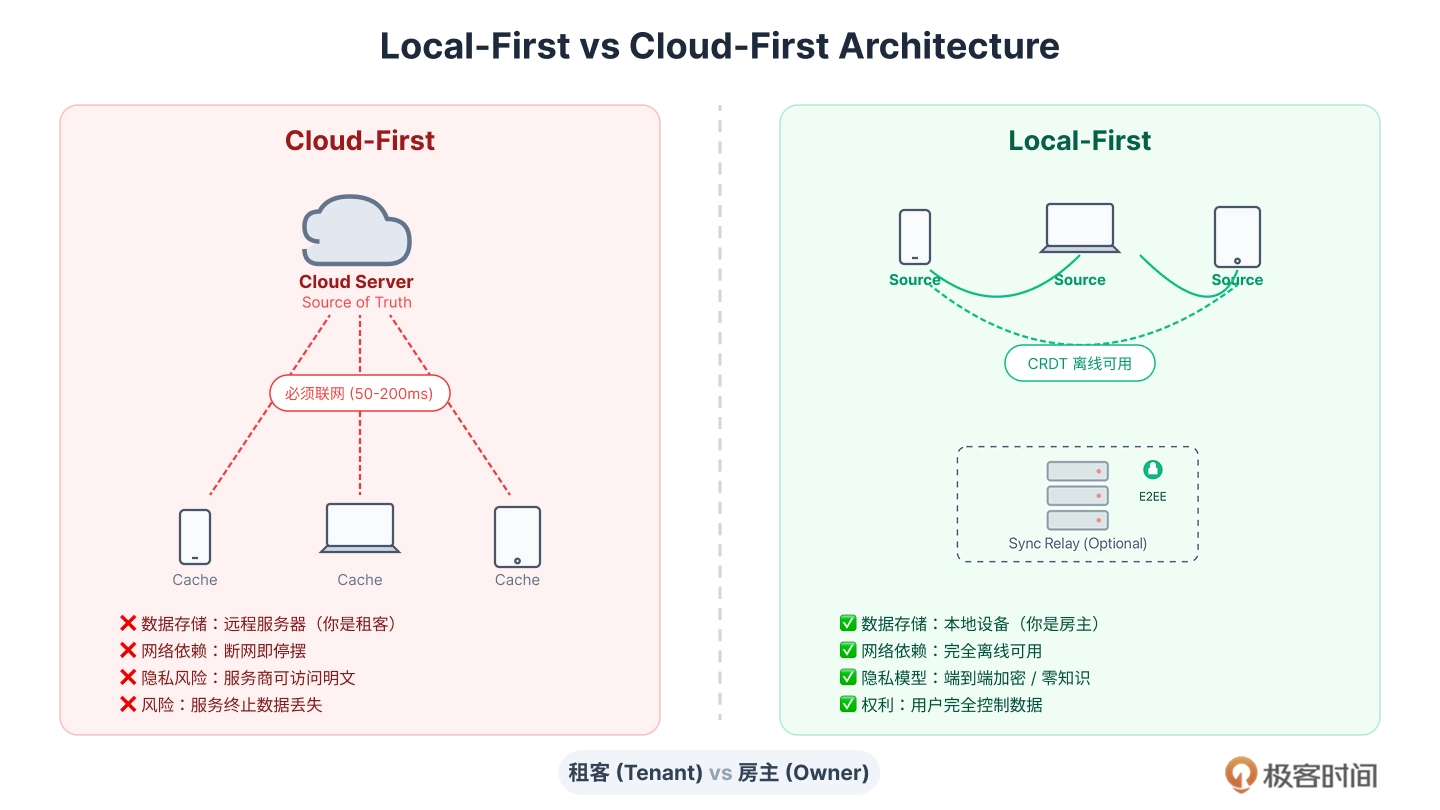 Local-First vs Cloud-First Architecture
Cloud-First
Cloud Server
Source of Truth
必须联网 (50-200ms)
Cache
Cache
Cache
❌ 数据存储：远程服务器（你是租客）
❌ 网络依赖：断网即停摆
❌ 隐私风险：服务商可访问明文
❌ 风险：服务终止数据丢失
Local-First
Source
Source
Source
CRDT 离线可用
E2EE
Sync Relay (Optional)
✅ 数据存储：本地设备（你是房主）
✅ 网络依赖：完全离线可用
✅ 隐私模型：端到端加密 / 零知识
✅ 权利：用户完全控制数据
租客 (Tenant) vs 房主 (Owner)
极客时间